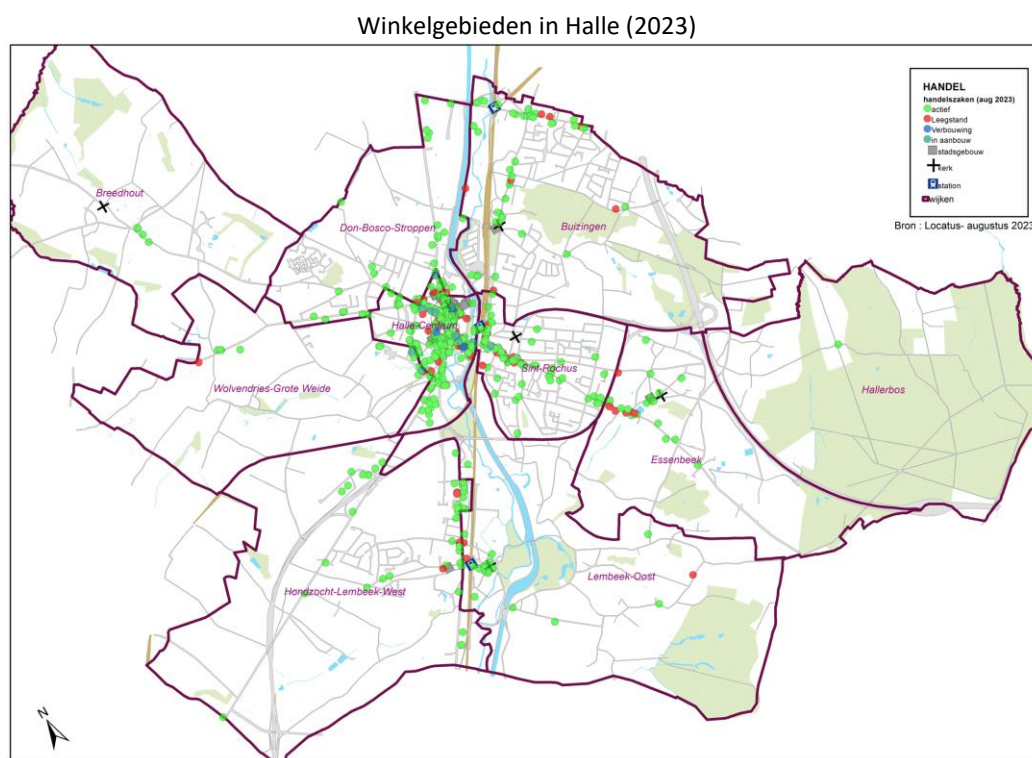 Winkelgebieden in Halle (2023)
HANDEL
handelszaken (aug 2023)
actief
Leegstand
Verbouwing
in aanbouw
stadsgebouw
kerk
station
wijken
Bron : Locatus- augustus 2023
Breedhout
Don-Bosco-Stroppen
Buizingen
Halle-Centrum
Sint-Rochus
Wolvendries-Grote Weide
Hallerbos
Essenbeek
Lembeek-Oost
Hondzocht-Lembeek-West
N